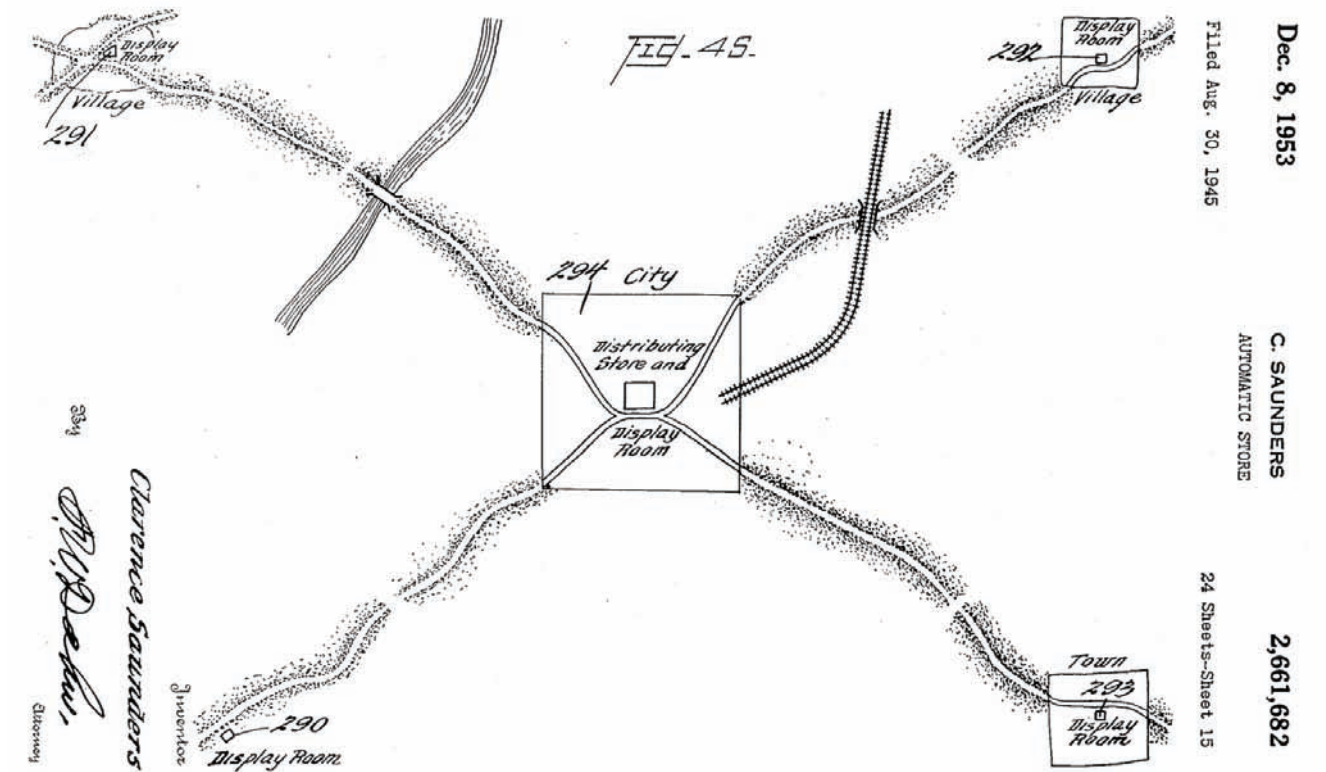 Dec. 8, 1953
C. SAUNDERS
2,661,682
AUTOMATIC STORE
Filed Aug. 30, 1945
24 Sheets-Sheet 15
FIG. 48.
Display
Room
Village
291
292
Display
Room
Village
294
City
Distributing
Store and
Display
Room
290
Display Room
Town
293
Display
Room
Inventor
Clarence Saunders
By
Attorney